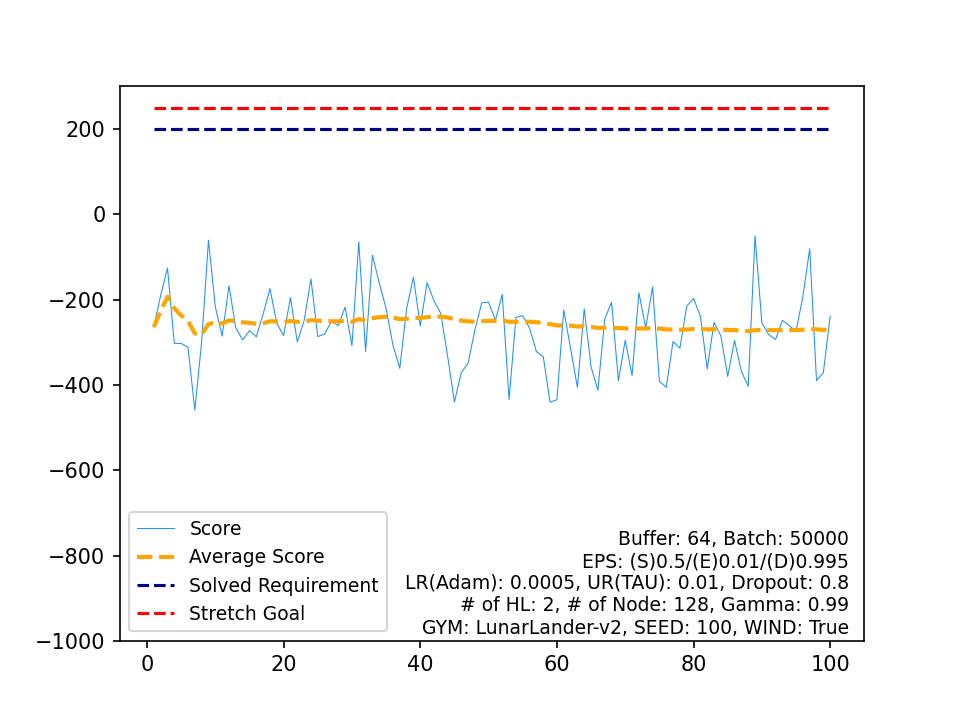 200
0
−200
−400
−600
−800
−1000
0
20
40
60
80
100
Score
Average Score
Solved Requirement
Stretch Goal
Buffer: 64, Batch: 50000
EPS: (S)0.5/(E)0.01/(D)0.995
LR(Adam): 0.0005, UR(TAU): 0.01, Dropout: 0.8
# of HL: 2, # of Node: 128, Gamma: 0.99
GYM: LunarLander-v2, SEED: 100, WIND: True